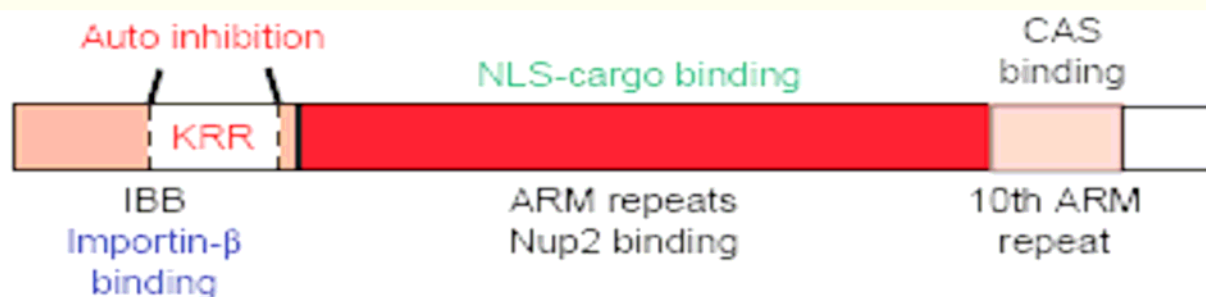 Auto inhibition
NLS-cargo binding
CAS
binding
KRR
IBB
Importin-β
binding
ARM repeats
Nup2 binding
10th ARM
repeat